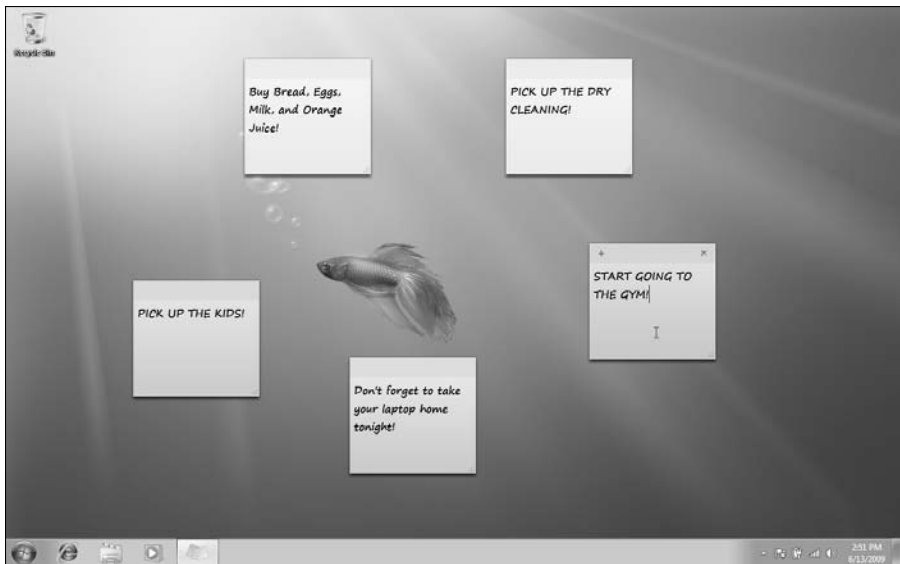 Recycle Bin
Buy Bread, Eggs,
Milk, and Orange
Juice!
PICK UP THE DRY
CLEANING!
START GOING TO
THE GYM!
PICK UP THE KIDS!
Don't forget to take
your laptop home
tonight!
2:51 PM
6/13/2009